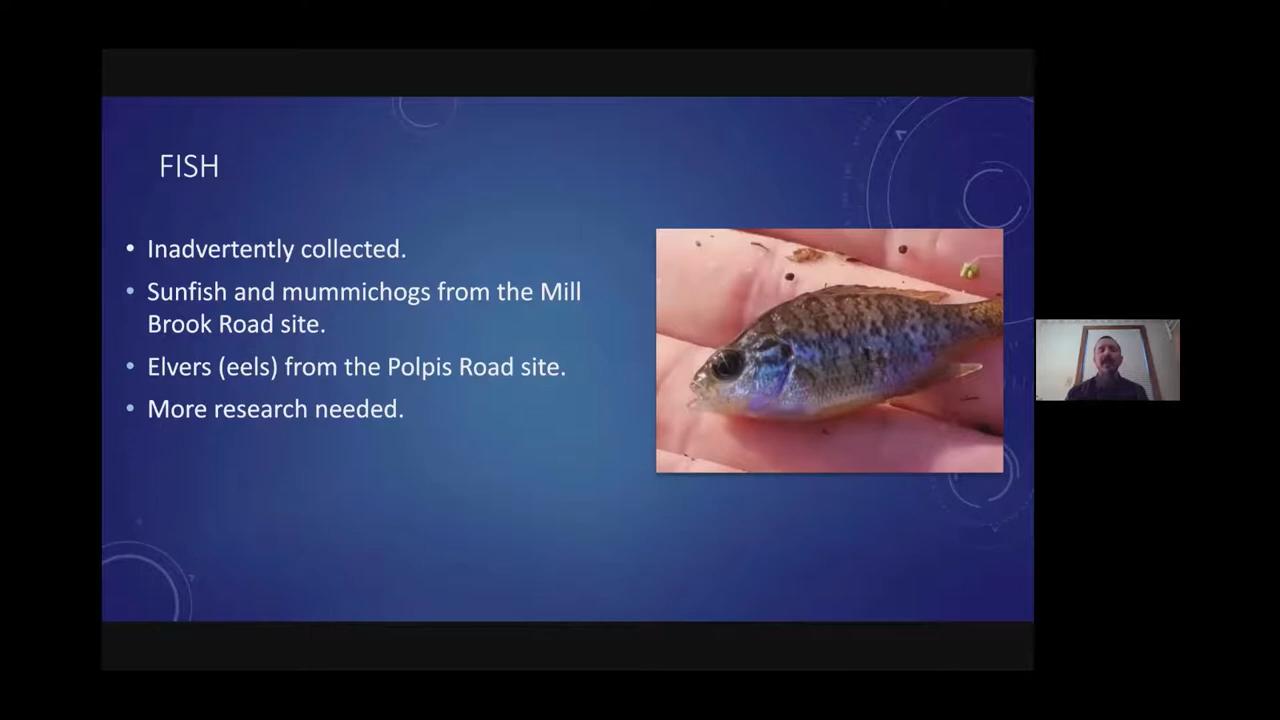 FISH
• Inadvertently collected.
• Sunfish and mummichogs from the Mill
Brook Road site.
• Elvers (eels) from the Polpis Road site.
• More research needed.